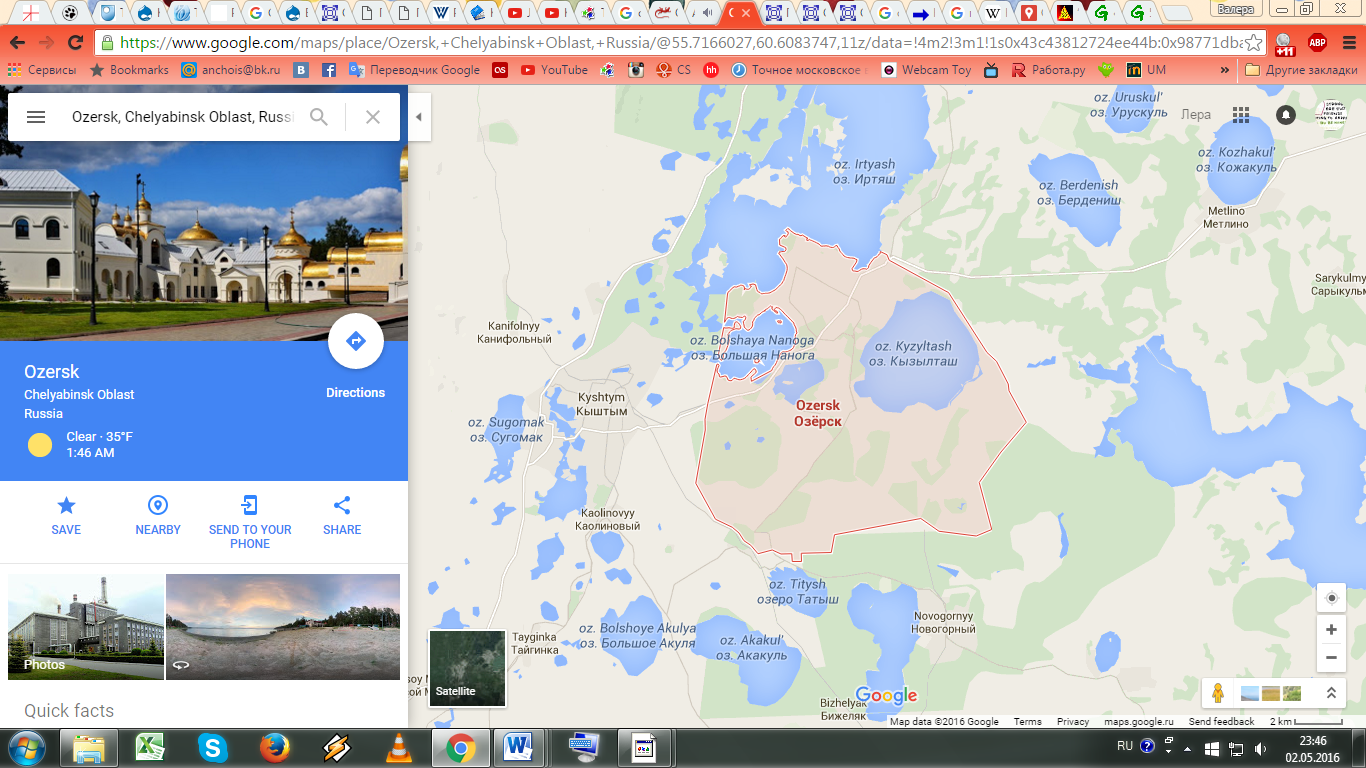 Валера
https://www.google.com/maps/place/Ozersk,+Chelyabinsk+Oblast,+Russia/@55.7166027,60.6083747,11z/data=!4m2!3m1!1s0x43c43812724ee44b:0x98771dba
+11
ABP
Сервисы
Bookmarks
anchois@bk.ru
Переводчик Google
YouTube
CS
hh
Точное московское
Webcam Toy
Работа.ру
UM
»
Другие закладки
Ozersk, Chelyabinsk Oblast, Russi
Ozersk
Chelyabinsk Oblast
Russia
Directions
Clear · 35°F
1:46 AM
SAVE
NEARBY
SEND TO YOUR
PHONE
SHARE
Photos
Quick facts
oz. Uruskul'
оз. Урускуль
Лера
oz. Irtyash
оз. Иртяш
oz. Kozhakul'
оз. Кожакуль
oz. Berdenish
оз. Бердениш
Metlino
Метлино
Sarykulmy
Сарыкульм
Kanifolnyy
Канифольный
oz. Bolshaya Nanoga
оз. Большая Нанога
oz. Kyzyltash
оз. Кызылташ
Kyshtym
Кыштым
Ozersk
Озёрск
oz. Sugomak
оз. Сугомак
Kaolinovyy
Каолиновый
oz. Titysh
озеро Татыш
Novogornyy
Новогорный
Tayginka
Тайгинка
oz. Bolshoye Akulya
оз. Большое Акуля
oz. Akakul'
оз. Акакуль
Bizhelyak
Бижеляк
Satellite
Google
Map data ©2016 Google
Terms
Privacy
maps.google.ru
Send feedback
2 km
RU
23:46
02.05.2016